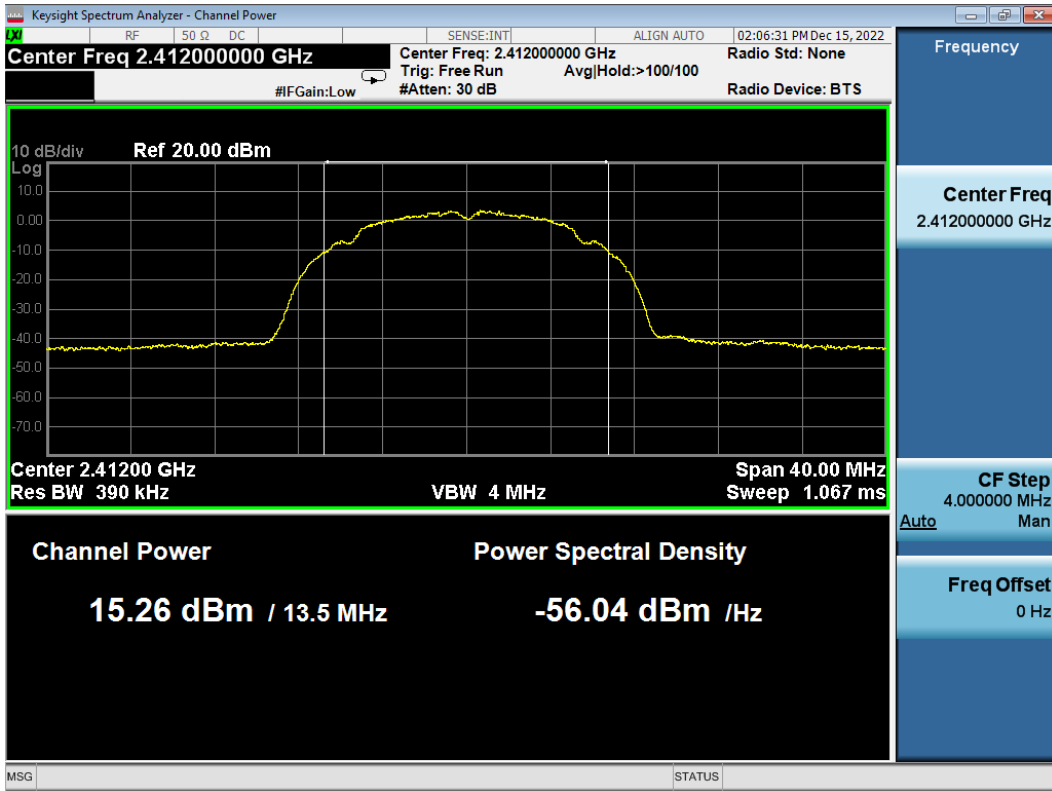 Keysight Spectrum Analyzer - Channel Power
LXI RF 50 Ω DC SENSE:INT ALIGN AUTO 02:06:31 PM Dec 15, 2022
Center Freq 2.412000000 GHz
Center Freq: 2.412000000 GHz Radio Std: None
Trig: Free Run Avg|Hold:>100/100
#IFGain:Low #Atten: 30 dB Radio Device: BTS
10 dB/div Ref 20.00 dBm
Log
10.0
0.00
-10.0
-20.0
-30.0
-40.0
-50.0
-60.0
-70.0
Center 2.41200 GHz Span 40.00 MHz
Res BW 390 kHz VBW 4 MHz Sweep 1.067 ms
Channel Power Power Spectral Density
15.26 dBm / 13.5 MHz -56.04 dBm /Hz
Frequency
Center Freq
2.412000000 GHz
CF Step
4.000000 MHz
Auto Man
Freq Offset
0 Hz
MSG STATUS